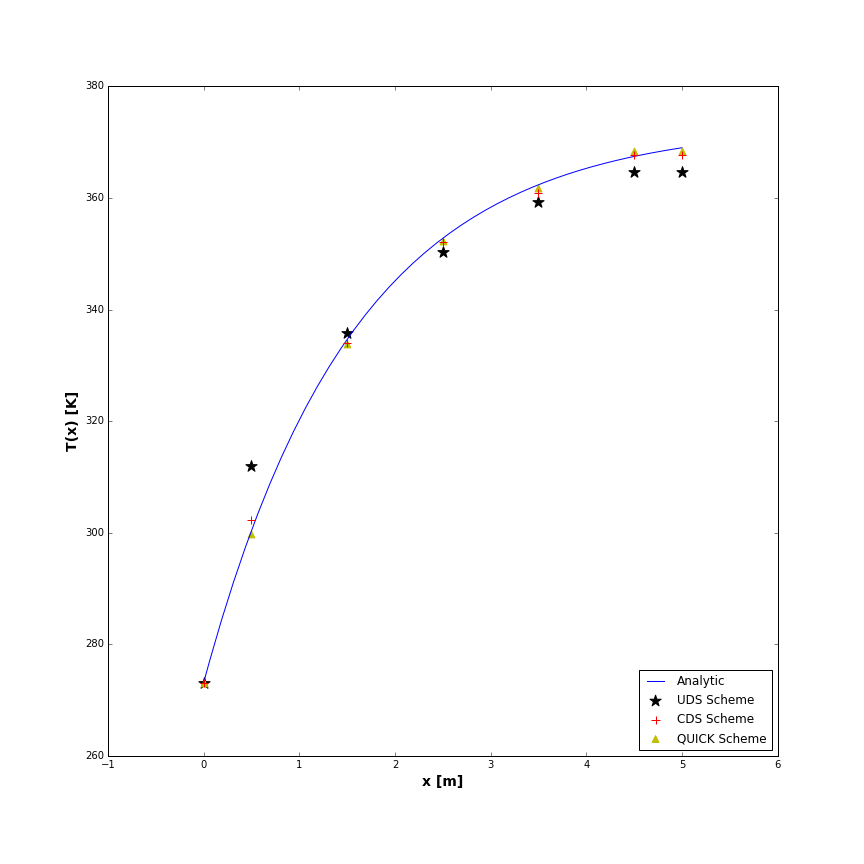 380
360
340
320
300
280
260
T(x) [K]
−1 0 1 2 3 4 5 6
x [m]
Analytic
UDS Scheme
CDS Scheme
QUICK Scheme